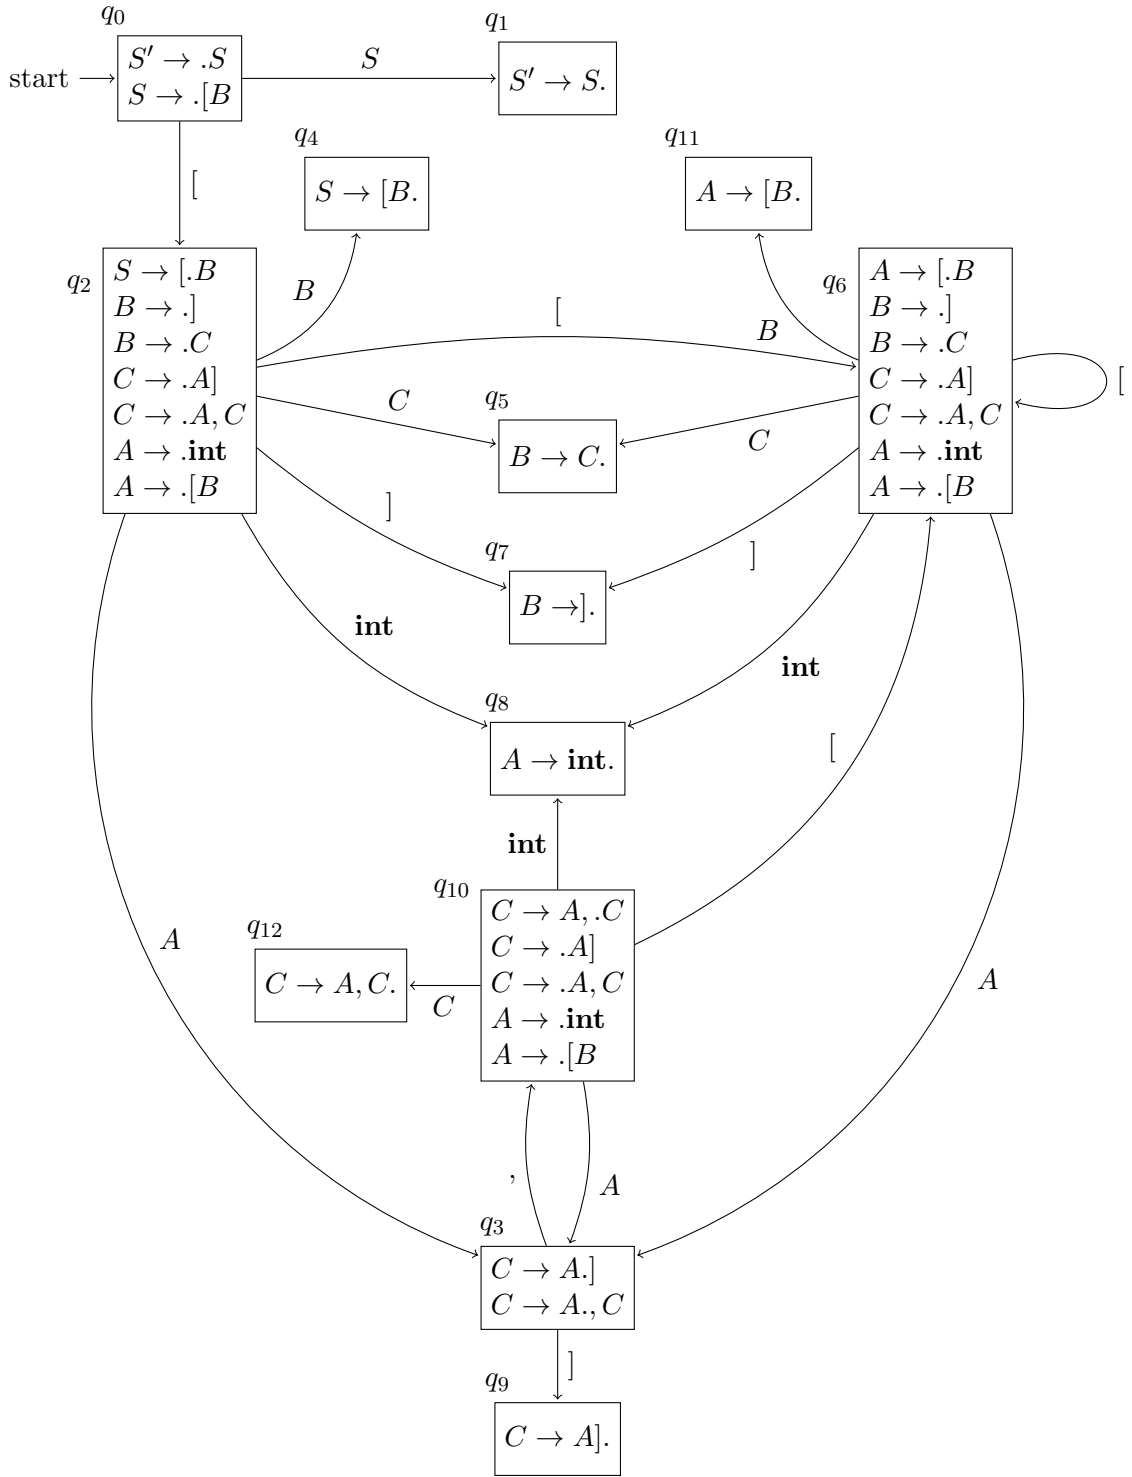 q0
q1
start
S′ → .S
S → .[B
S
S′ → S.
[
q4
q11
S → [B.
A → [B.
q2
S → [.B
B → .]
B → .C
C → .A]
C → .A, C
A → .int
A → .[B
B
[
B
q6
A → [.B
B → .]
B → .C
C → .A]
C → .A, C
A → .int
A → .[B
[
C
q5
B → C.
C
]
q7
B →].
]
int
int
q8
A → int.
[
int
q10
C → A, .C
C → .A]
C → .A, C
A → .int
A → .[B
q12
C → A, C.
C
A
A
,
A
q3
C → A.]
C → A., C
]
q9
C → A].